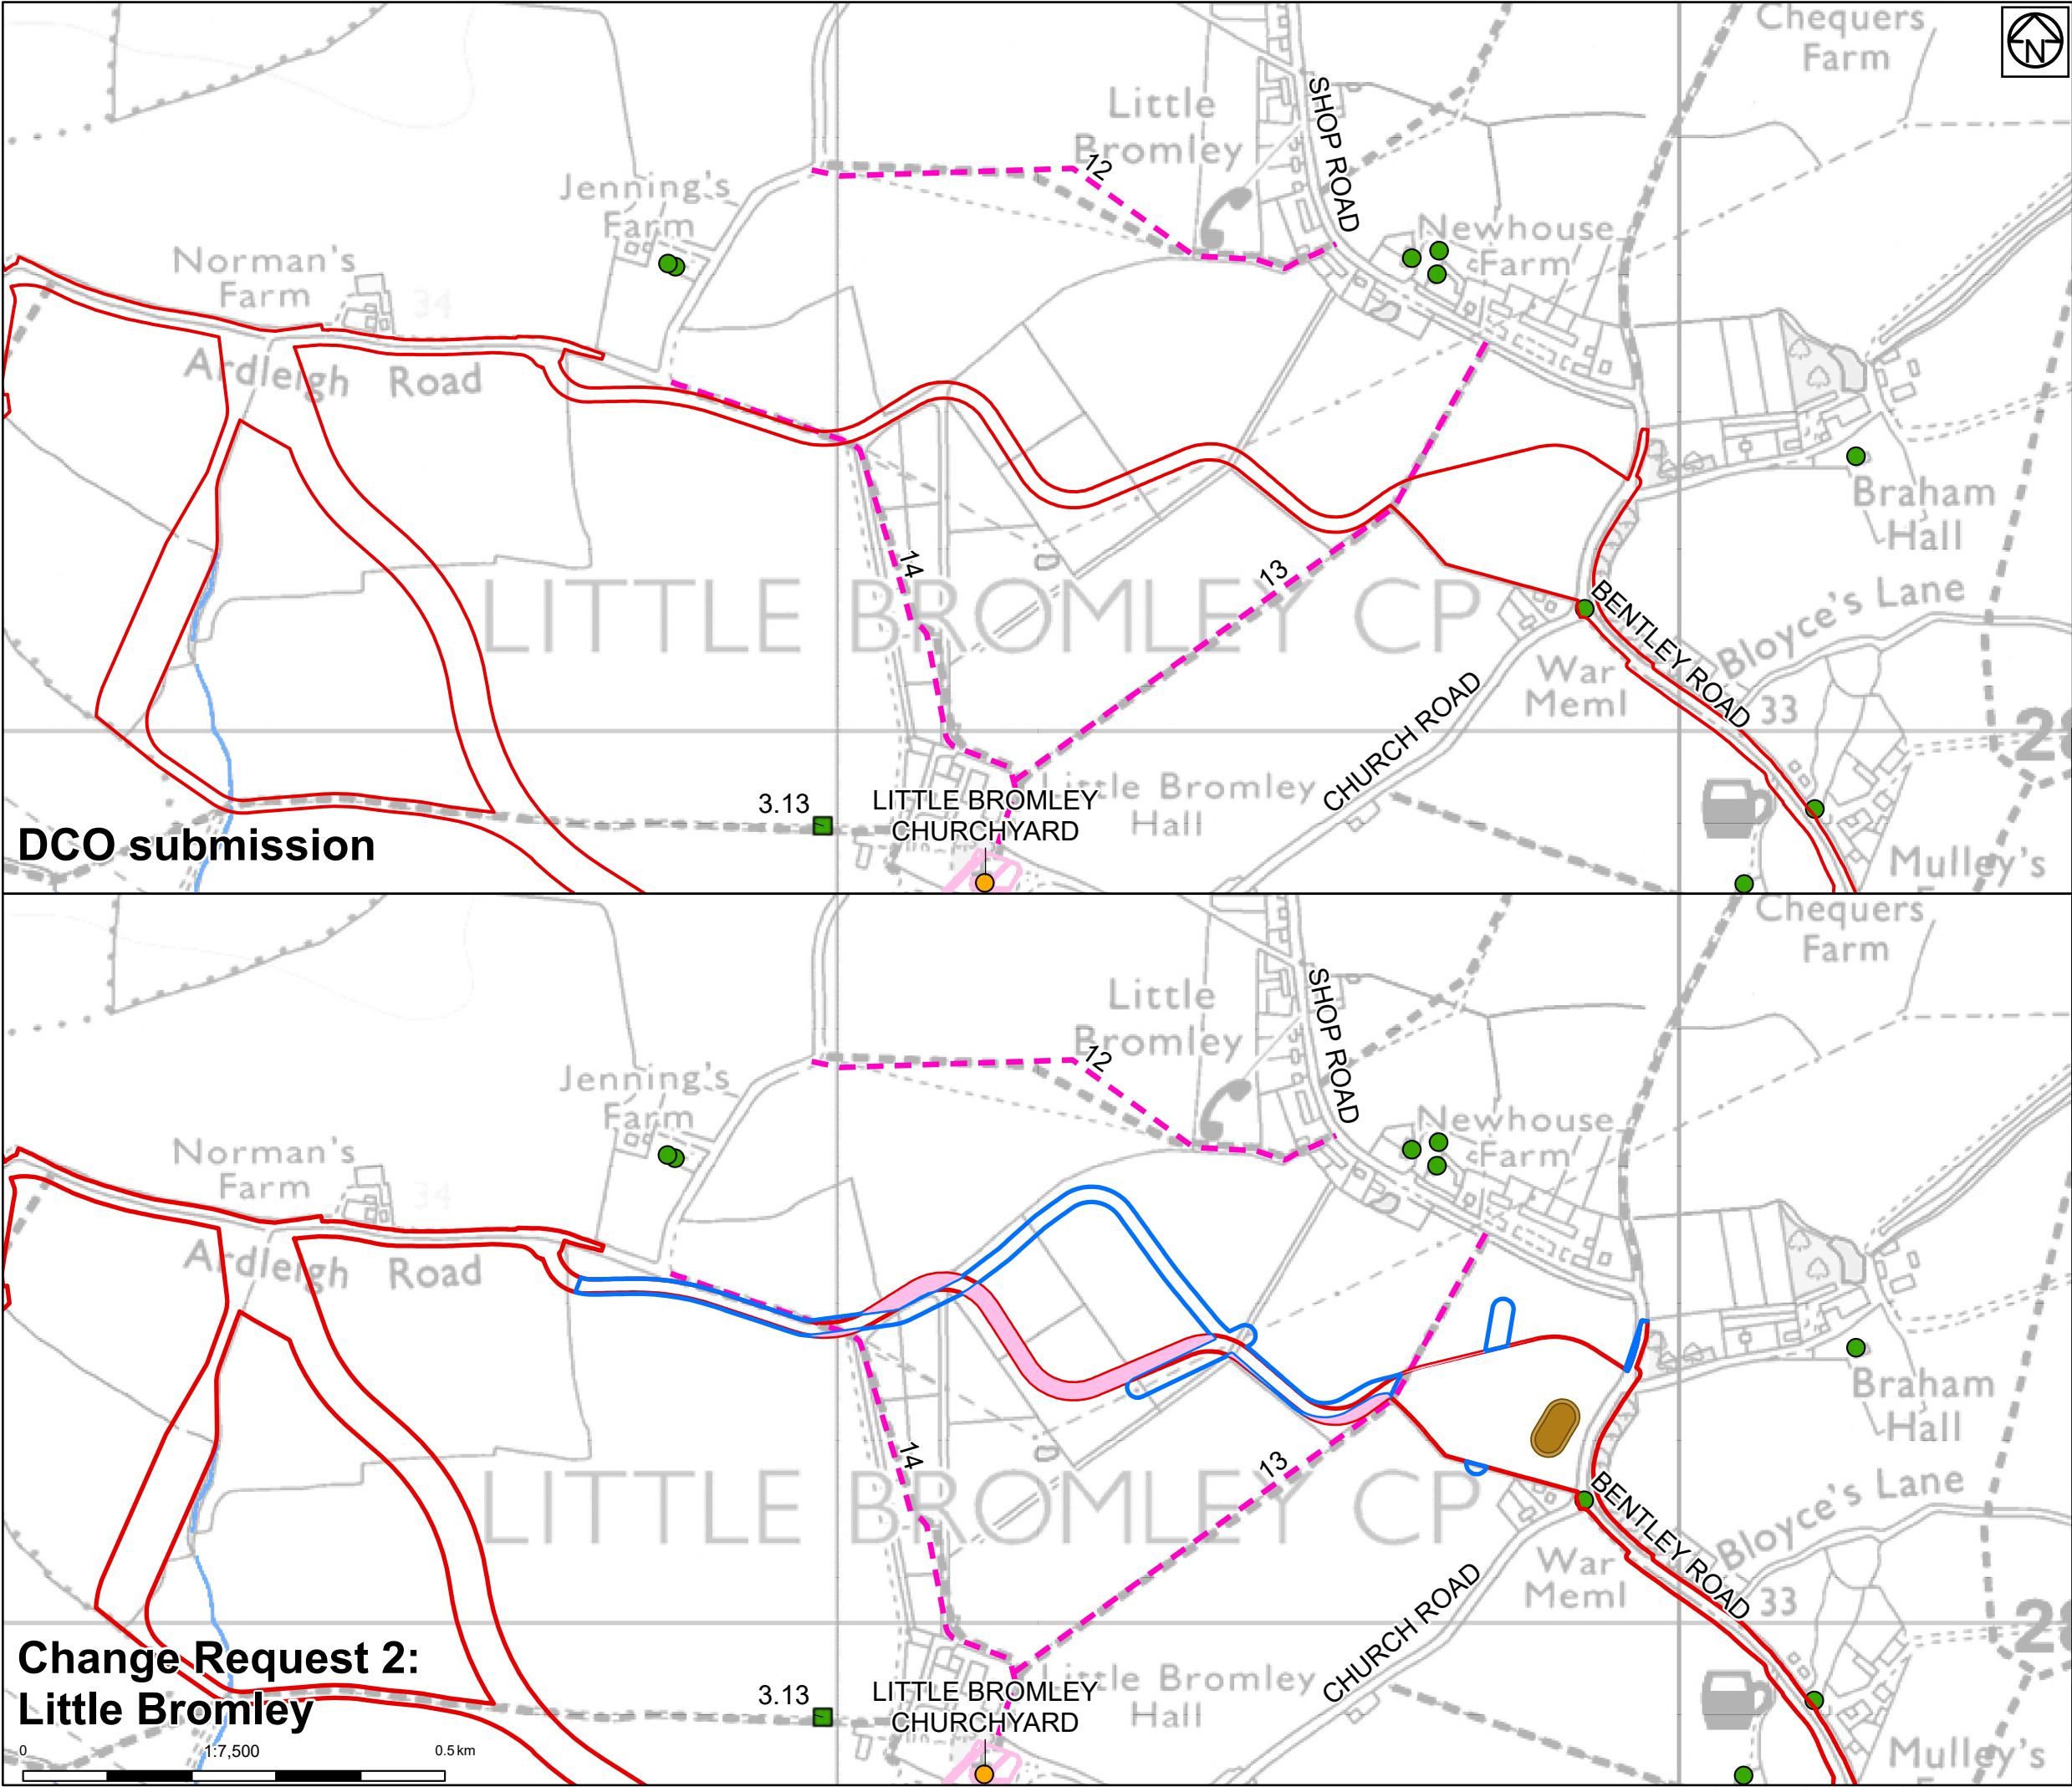 Chequers
Farm
N
Little
Bromley
SHOP ROAD
12
Jenning's
Farm
Newhouse
Farm
Norman's
Farm
34
Ardleigh Road
Braham
Hall
14
13
LITTLE BROMLEY CP
BENTLEY ROAD
Bloyce's Lane
War
Meml
33
CHURCH ROAD
Little Bromley
Hall
3.13
LITTLE BROMLEY
CHURCHYARD
DCO submission
Mulley's
Chequers
Farm
Little
Bromley
SHOP ROAD
12
Jenning's
Farm
Newhouse
Farm
Norman's
Farm
34
Ardleigh Road
Braham
Hall
14
13
LITTLE BROMLEY CP
BENTLEY ROAD
Bloyce's Lane
War
Meml
33
CHURCH ROAD
Little Bromley
Hall
3.13
LITTLE BROMLEY
CHURCHYARD
Change Request 2:
Little Bromley
Mulley's
0 1:7,500 0.5 km